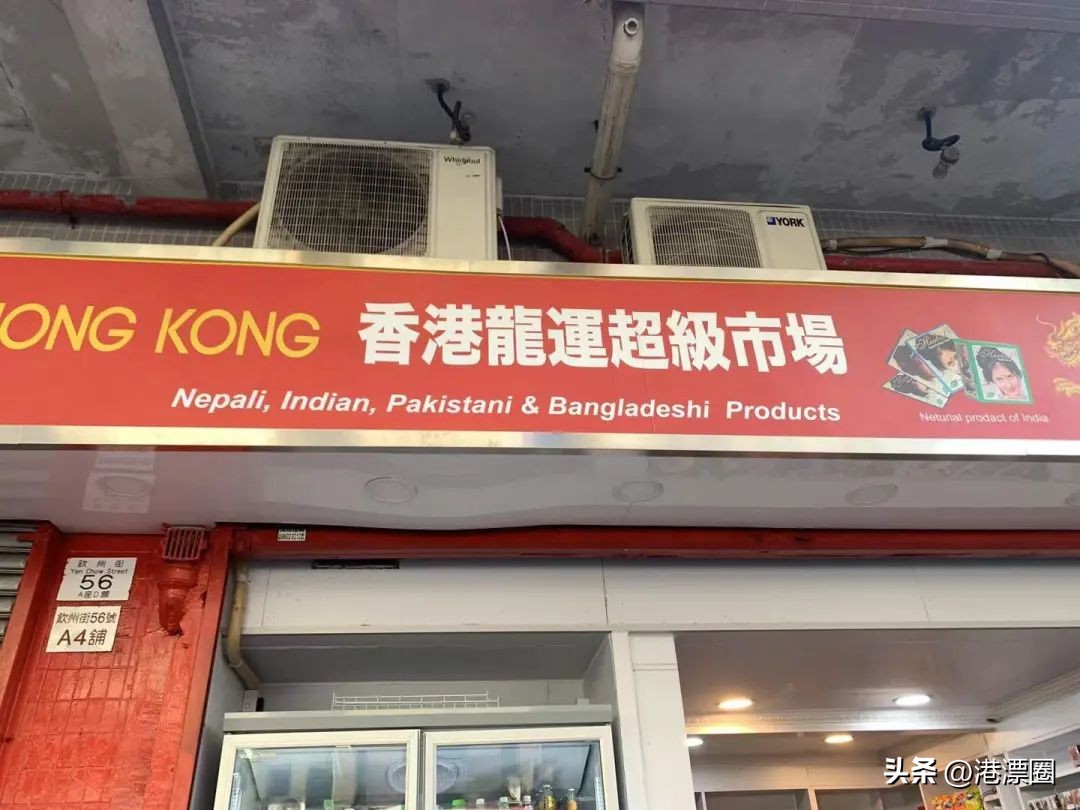 Whirlpool
YORK
HONG KONG 香港龍運超級市場
Nepali, Indian, Pakistani & Bangladeshi Products
Neturial prodact of India
欽州街
Yen Chow Street
56
A座D舖
欽州街56號
A4舖
头条 @港漂圈